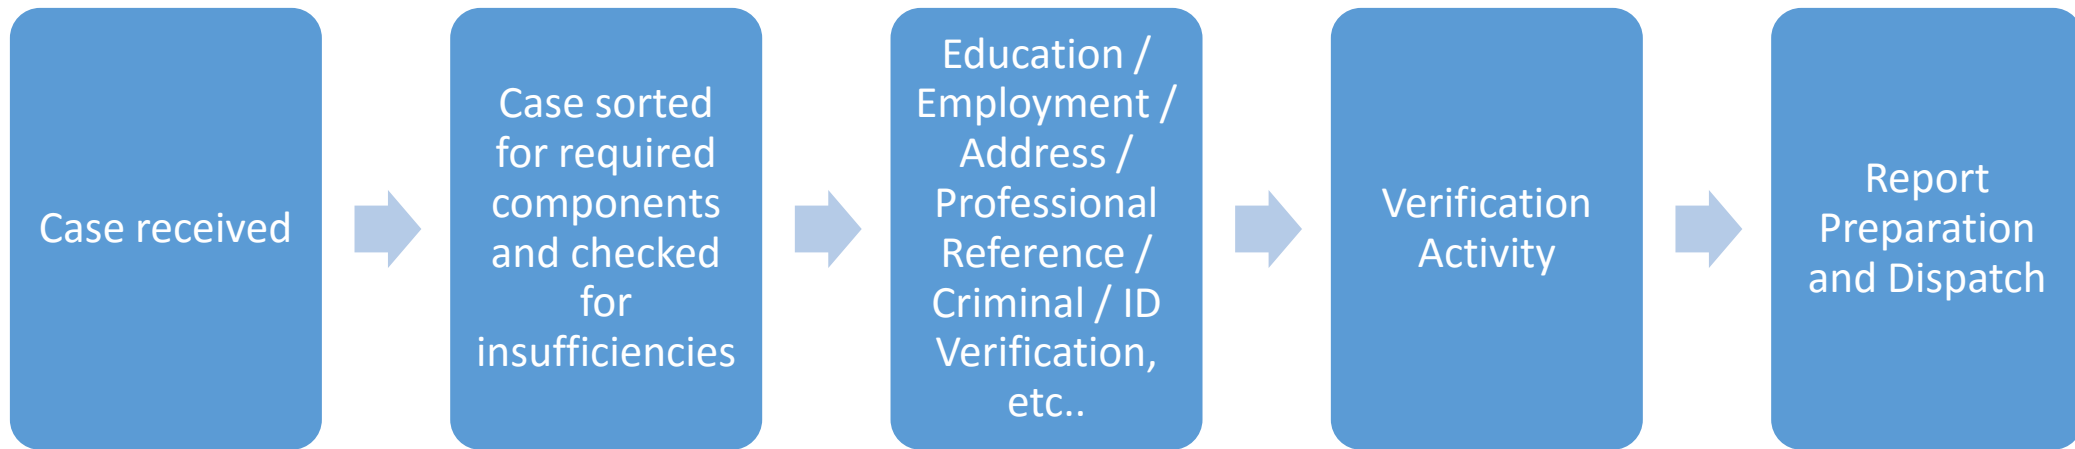 Case received
Case sorted
for required
components
and checked
for
insufficiencies
Education /
Employment /
Address /
Professional
Reference /
Criminal / ID
Verification,
etc..
Verification
Activity
Report
Preparation
and Dispatch